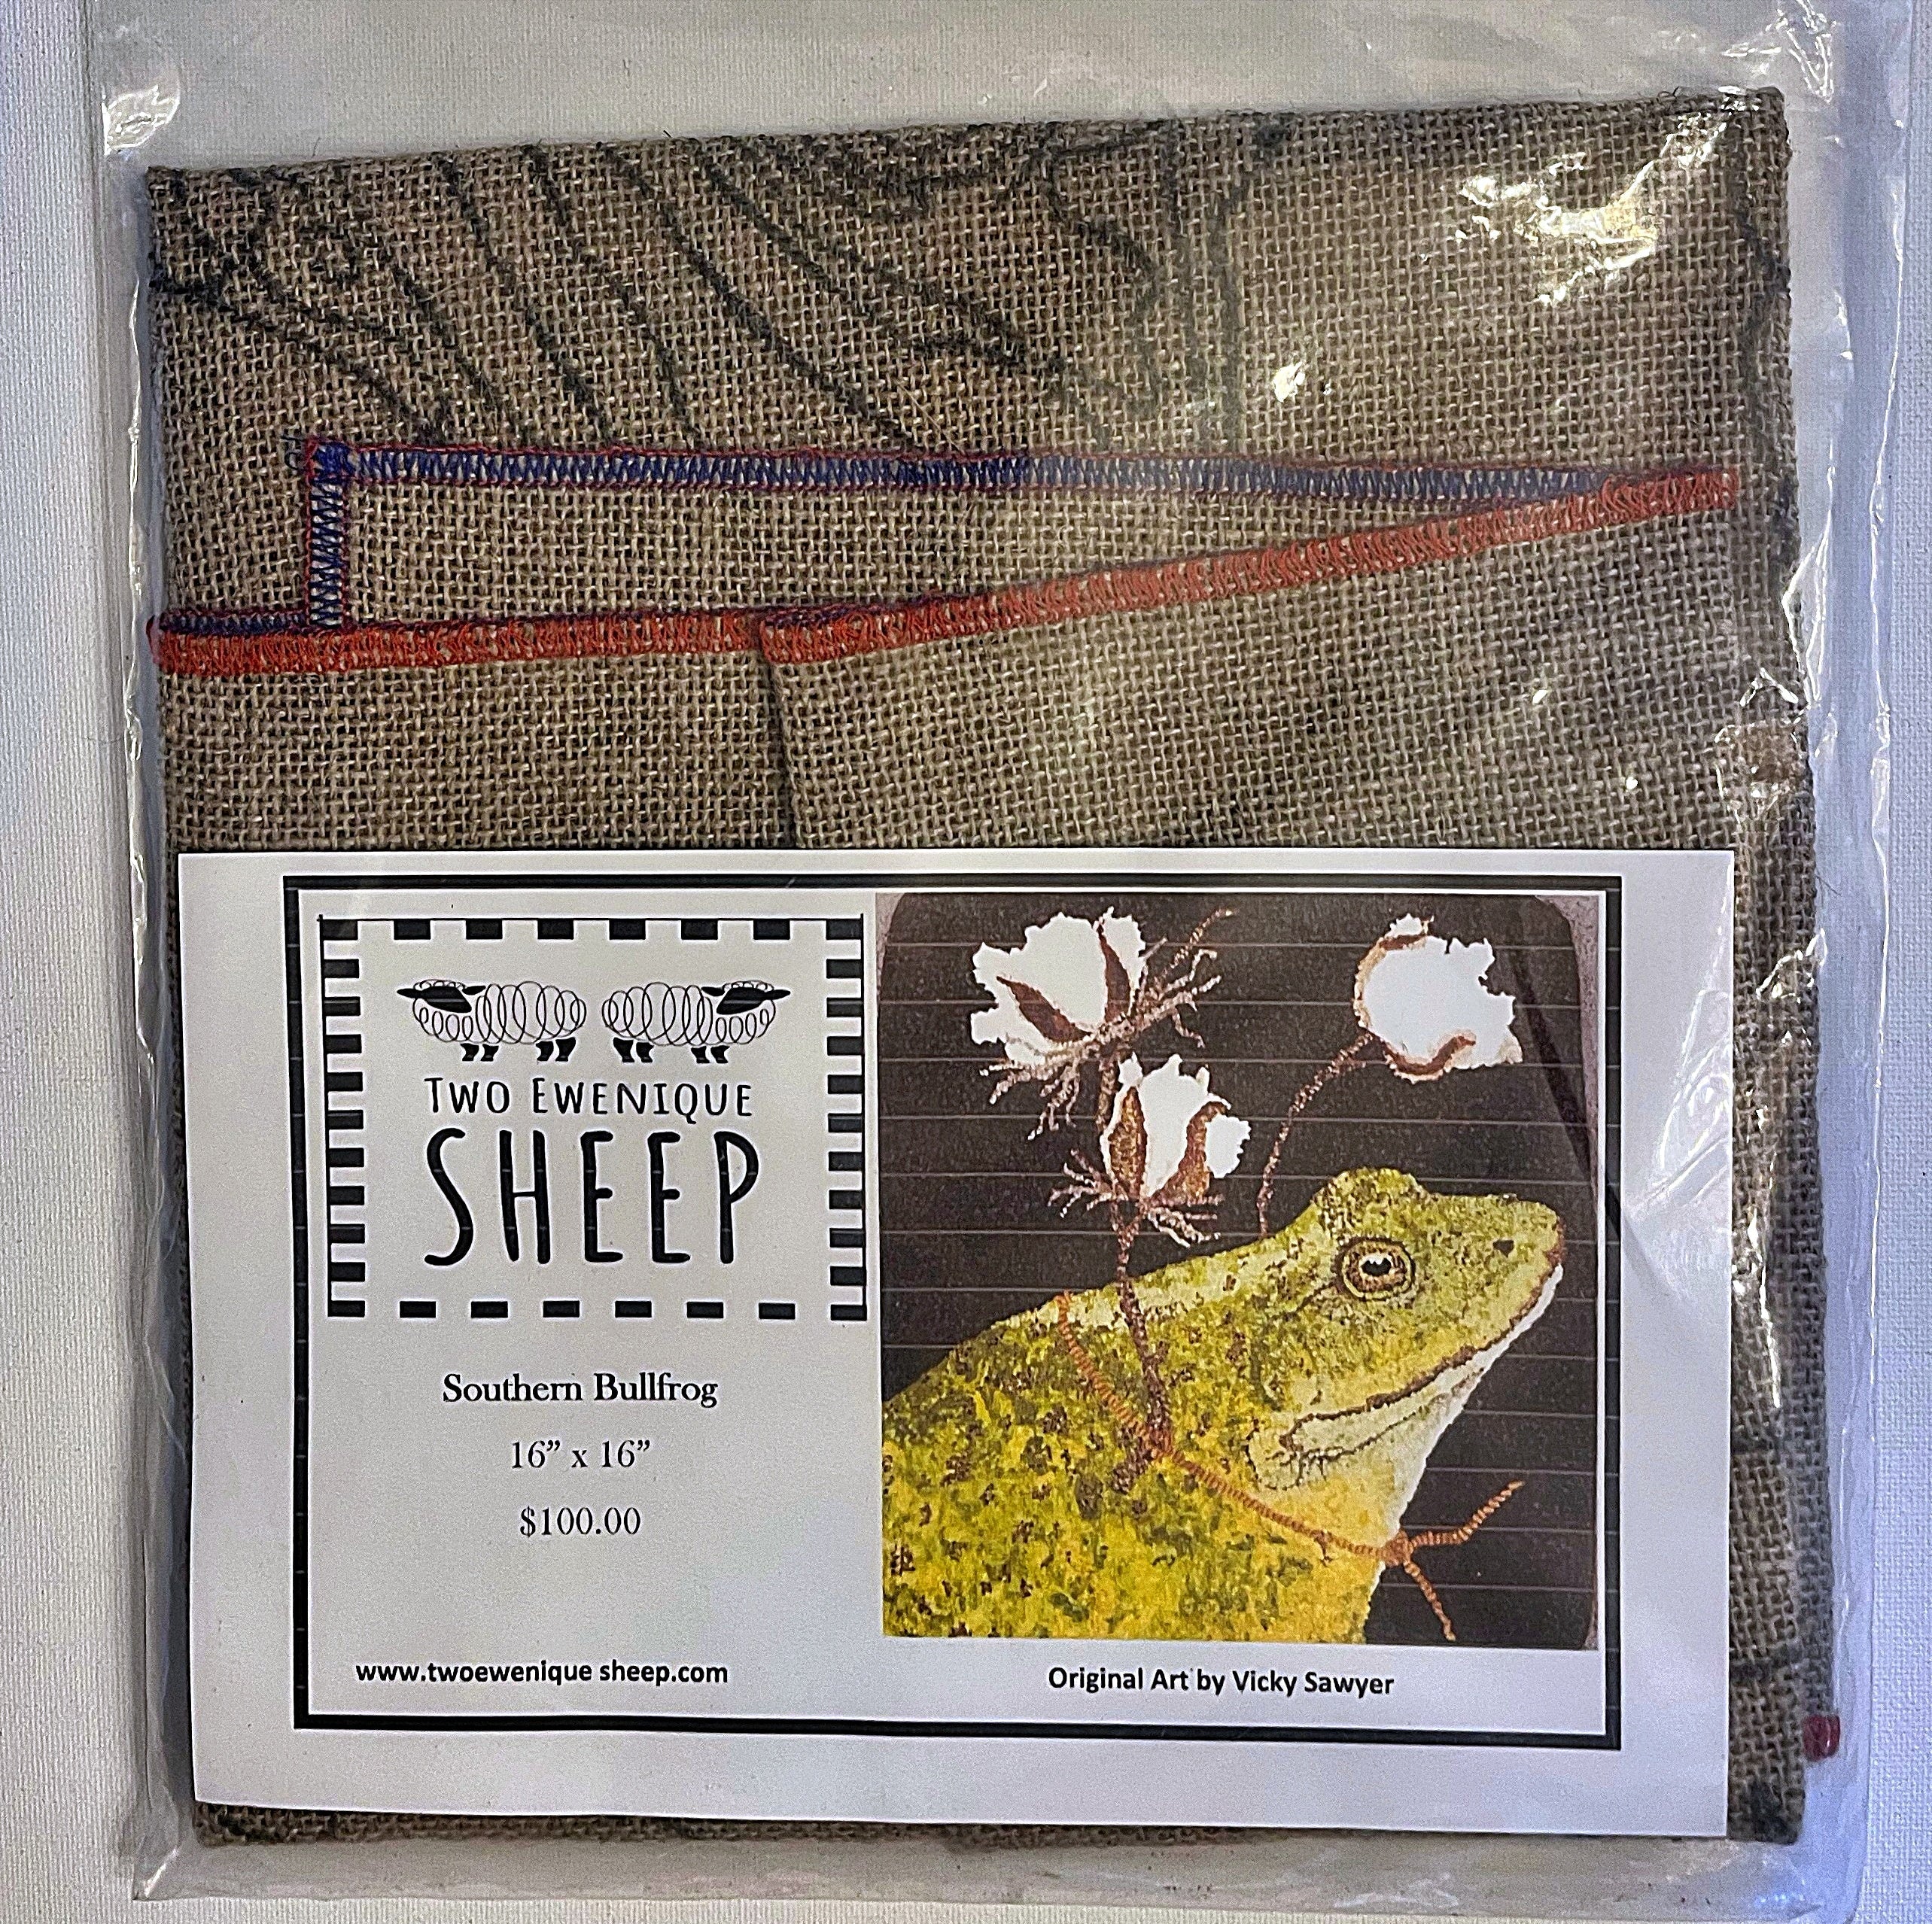 TWO EWENIQUE
SHEEP
Southern Bullfrog
16” x 16”
$100.00
www.twoewenique sheep.com
Original Art by Vicky Sawyer